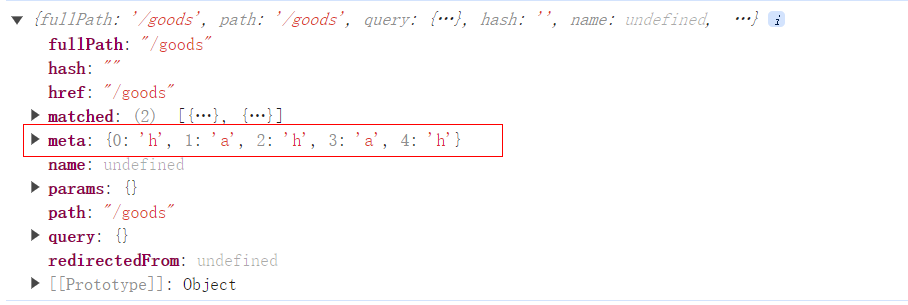 ▼ {fullPath: '/goods', path: '/goods', query: {…}, hash: '', name: undefined, …} i
fullPath: "/goods"
hash: ""
href: "/goods"
▶ matched: (2) [{…}, {…}]
▶ meta: {0: 'h', 1: 'a', 2: 'h', 3: 'a', 4: 'h'}
name: undefined
▶ params: {}
path: "/goods"
▶ query: {}
redirectedFrom: undefined
▶ [[Prototype]]: Object